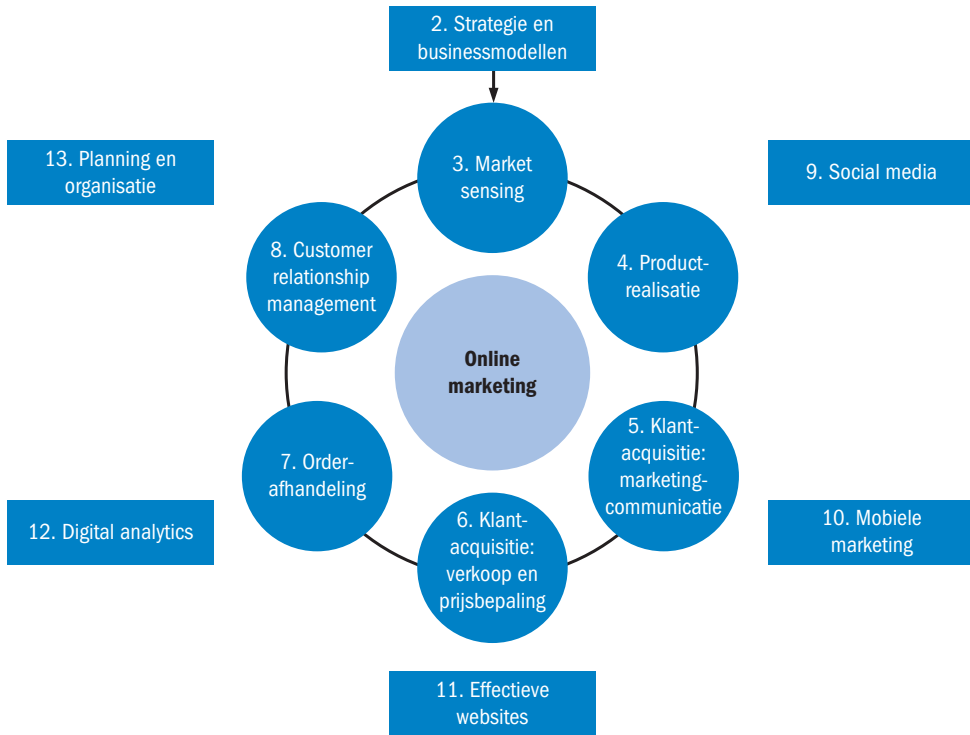 2. Strategie en
businessmodellen
13. Planning en
organisatie
3. Market
sensing
9. Social media
8. Customer
relationship
management
4. Product-
realisatie
Online
marketing
5. Klant-
acquisitie:
marketing-
communicatie
7. Order-
afhandeling
6. Klant-
acquisitie:
verkoop en
prijsbepaling
12. Digital analytics
10. Mobiele
marketing
11. Effectieve
websites